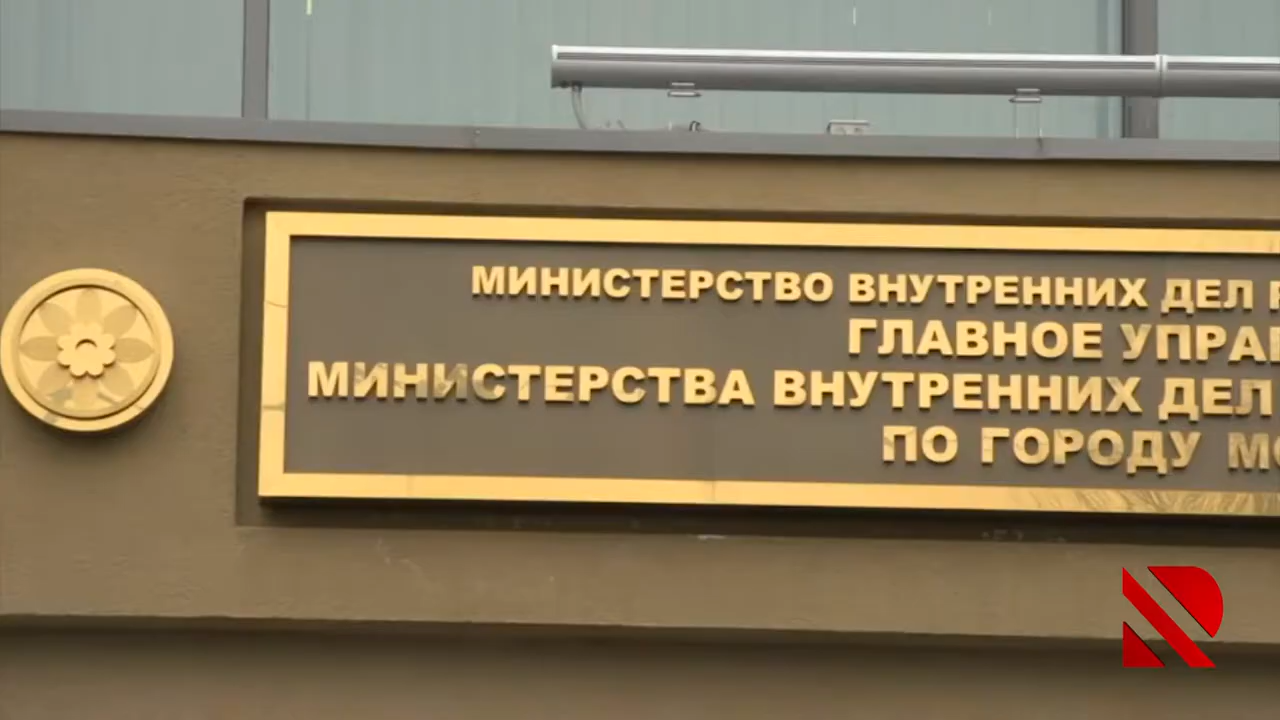 МИНИСТЕРСТВО ВНУТРЕННИХ ДЕЛ
ГЛАВНОЕ
МИНИСТЕРСТВА ВНУТРЕННИХ ДЕЛ
ПО ГОРОДУ